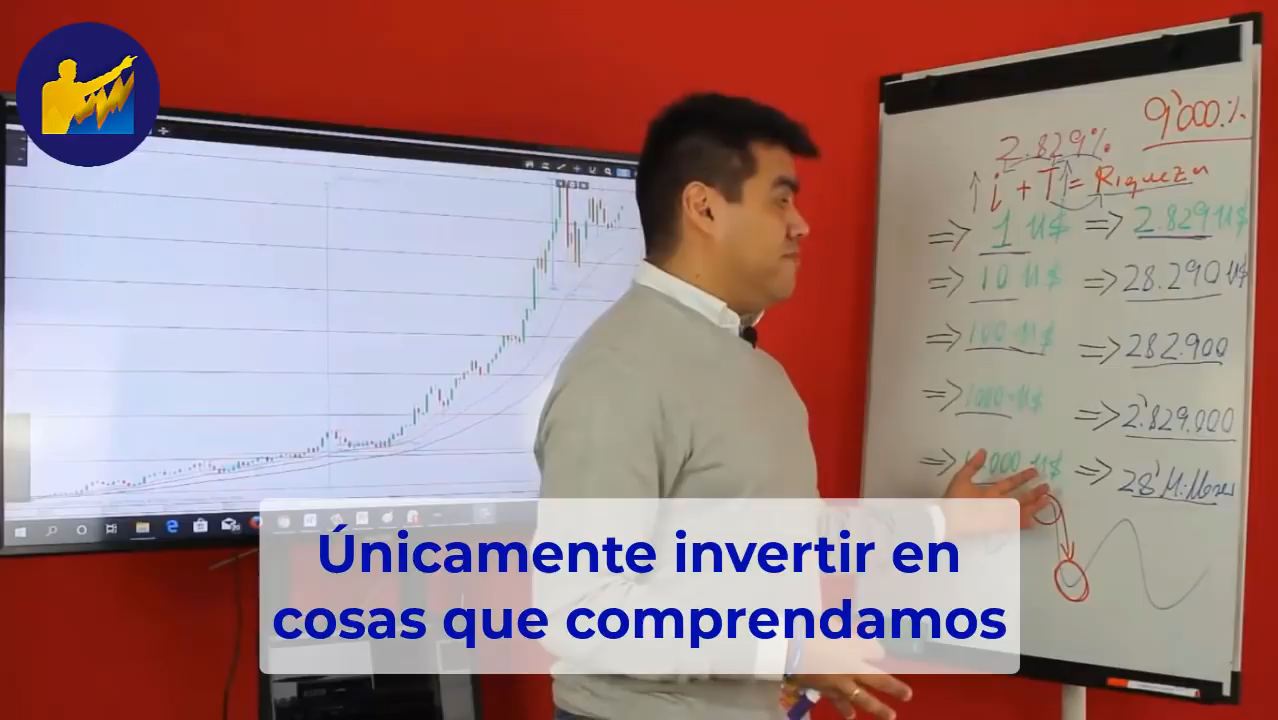 9'000%
2.829%
i + T = Riqueza
=> 1 U$ => 2.829 U$
=> 10 U$ => 28.290 U$
=> 100 U$ => 282.900
=> 1000 U$ => 2'829.000
000 U$ => 28' Millones
Únicamente invertir en
cosas que comprendamos